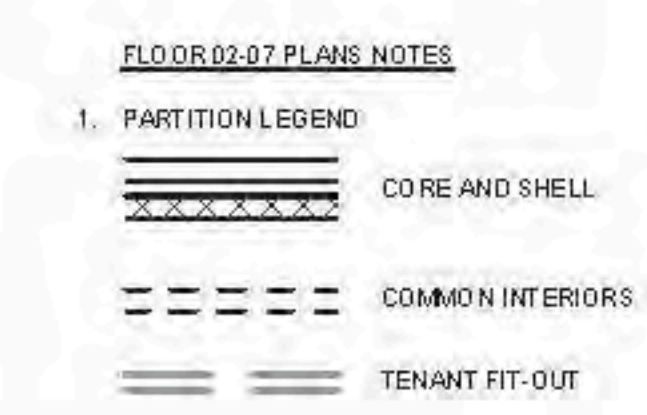 FLOOR 02-07 PLANS NOTES
1. PARTITION LEGEND
CORE AND SHELL
COMMON INTERIORS
TENANT FIT-OUT